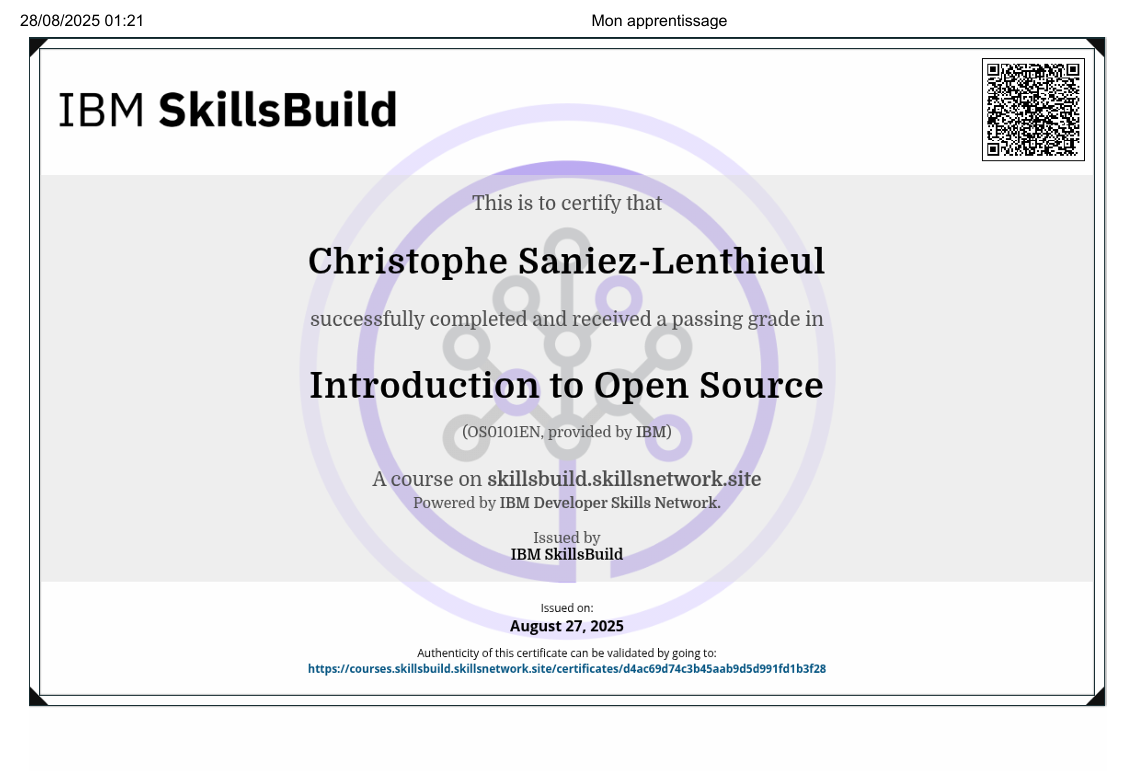 28/08/2025 01:21
Mon apprentissage
IBM SkillsBuild
This is to certify that
Christophe Saniez-Lenthieul
successfully completed and received a passing grade in
Introduction to Open Source
(OS0101EN, provided by IBM)
A course on skillsbuild.skillsnetwork.site
Powered by IBM Developer Skills Network.
Issued by
IBM SkillsBuild
Issued on:
August 27, 2025
Authenticity of this certificate can be validated by going to:
https://courses.skillsbuild.skillsnetwork.site/certificates/d4ac69d74c3b45aab9d5d991fd1b3f28